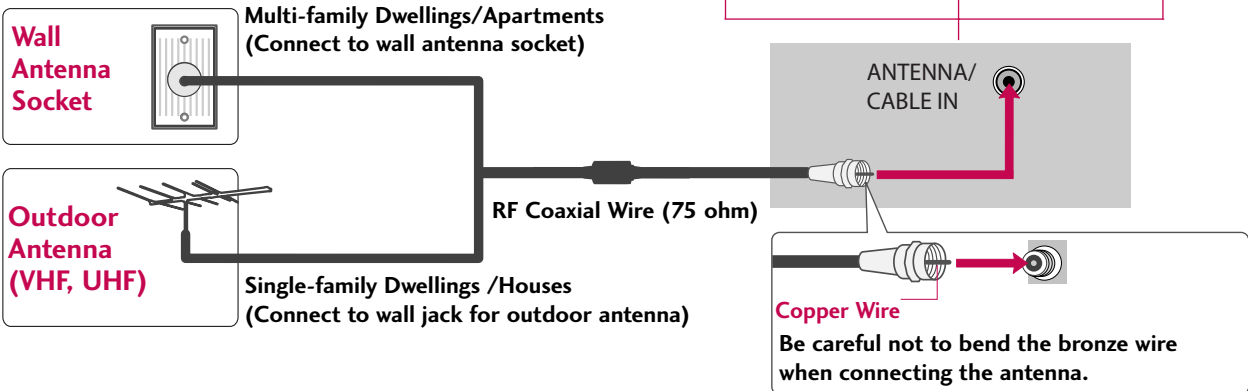 Multi-family Dwellings/Apartments
(Connect to wall antenna socket)
Wall
Antenna
Socket
ANTENNA/
CABLE IN
RF Coaxial Wire (75 ohm)
Outdoor
Antenna
(VHF, UHF)
Single-family Dwellings /Houses
(Connect to wall jack for outdoor antenna)
Copper Wire
Be careful not to bend the bronze wire
when connecting the antenna.